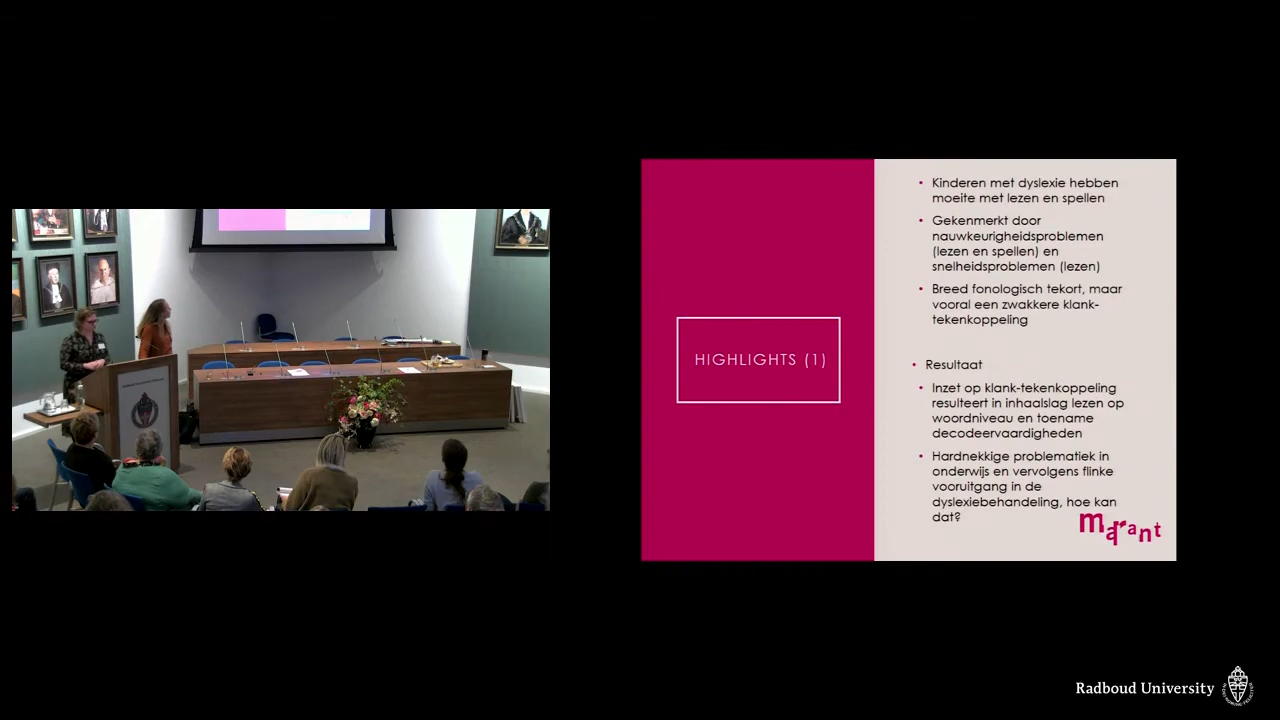 HIGHLIGHTS (1)
• Kinderen met dyslexie hebben
moeite met lezen en spellen
• Gekenmerkt door
nauwkeurigheidsproblemen
(lezen en spellen) en
snelheidsproblemen (lezen)
• Breed fonologisch tekort, maar
vooral een zwakkere klank-
tekenkoppeling
• Resultaat
• Inzet op klank-tekenkoppeling
resulteert in inhaalslag lezen op
woordniveau en toename
decodeervaardigheden
• Hardnekkige problematiek in
onderwijs en vervolgens flinke
vooruitgang in de
dyslexiebehandeling, hoe kan
dat?
marant
Radboud University